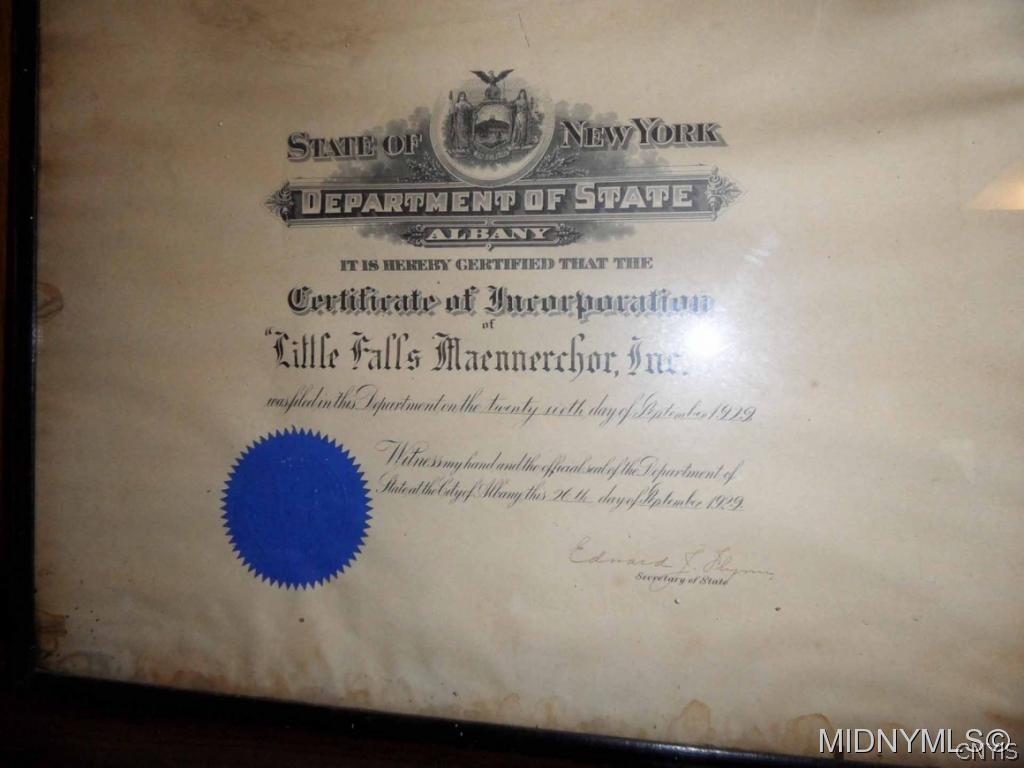 STATE OF NEW YORK
DEPARTMENT OF STATE
ALBANY
IT IS HEREBY CERTIFIED THAT THE
Certificate of Incorporation
of
"Little Falls Maennerchor, Inc.
was filed in this Department on the twenty sixth day of September 1929
Witness my hand and the official seal of the Department of
State at the City of Albany this 26th day of September 1929.
Edward J. Flynn
Secretary of State
MIDNYMLS©
CNYIS